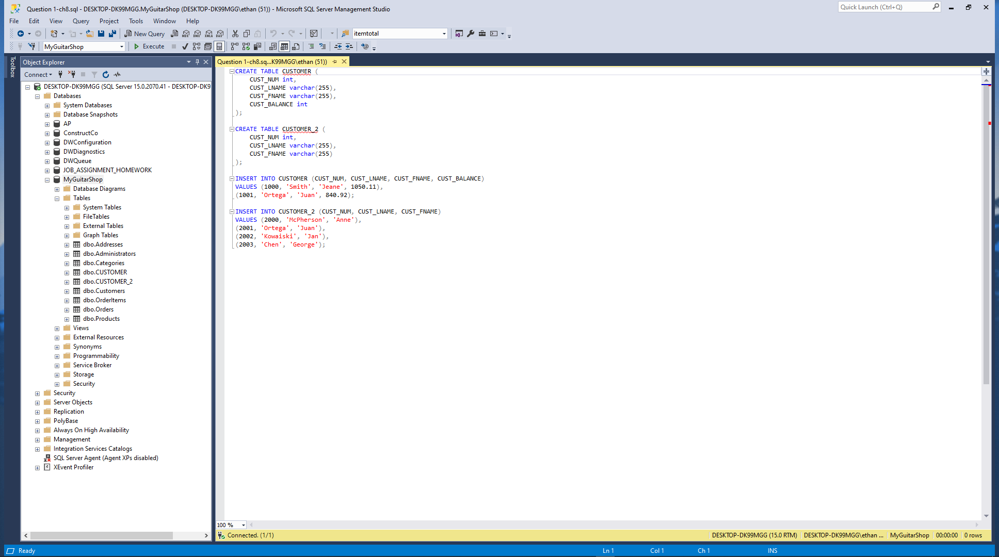 Question 1-ch8.sql - DESKTOP-DK99MGG.MyGuitarShop (DESKTOP-DK99MGG\ethan (51)) - Microsoft SQL Server Management Studio
Quick Launch (Ctrl+Q)
File Edit View Query Project Tools Window Help
New Query MDX DMX XMLA DAX itemtotal
MyGuitarShop Execute
Toolbox
Object Explorer
Connect
DESKTOP-DK99MGG (SQL Server 15.0.2070.41 - DESKTOP-DK9
Databases
System Databases
Database Snapshots
AP
ConstructCo
DWConfiguration
DWDiagnostics
DWQueue
JOB_ASSIGNMENT_HOMEWORK
MyGuitarShop
Database Diagrams
Tables
System Tables
FileTables
External Tables
Graph Tables
dbo.Addresses
dbo.Administrators
dbo.Categories
dbo.CUSTOMER
dbo.CUSTOMER_2
dbo.Customers
dbo.OrderItems
dbo.Orders
dbo.Products
Views
External Resources
Synonyms
Programmability
Service Broker
Storage
Security
Security
Server Objects
Replication
PolyBase
Always On High Availability
Management
Integration Services Catalogs
SQL Server Agent (Agent XPs disabled)
XEvent Profiler
Question 1-ch8.sq...K99MGG\ethan (51))
CREATE TABLE CUSTOMER (
CUST_NUM int,
CUST_LNAME varchar(255),
CUST_FNAME varchar(255),
CUST_BALANCE int
);
CREATE TABLE CUSTOMER_2 (
CUST_NUM int,
CUST_LNAME varchar(255),
CUST_FNAME varchar(255)
);
INSERT INTO CUSTOMER (CUST_NUM, CUST_LNAME, CUST_FNAME, CUST_BALANCE)
VALUES (1000, 'Smith', 'Jeane', 1050.11),
(1001, 'Ortega', 'Juan', 840.92);
INSERT INTO CUSTOMER_2 (CUST_NUM, CUST_LNAME, CUST_FNAME)
VALUES (2000, 'McPherson', 'Anne'),
(2001, 'Ortega', 'Juan'),
(2002, 'Kowaiski', 'Jan'),
(2003, 'Chen', 'George');
100 %
Connected. (1/1) DESKTOP-DK99MGG (15.0 RTM) DESKTOP-DK99MGG\ethan ... MyGuitarShop 00:00:00 0 rows
Ready Ln 1 Col 1 Ch 1 INS